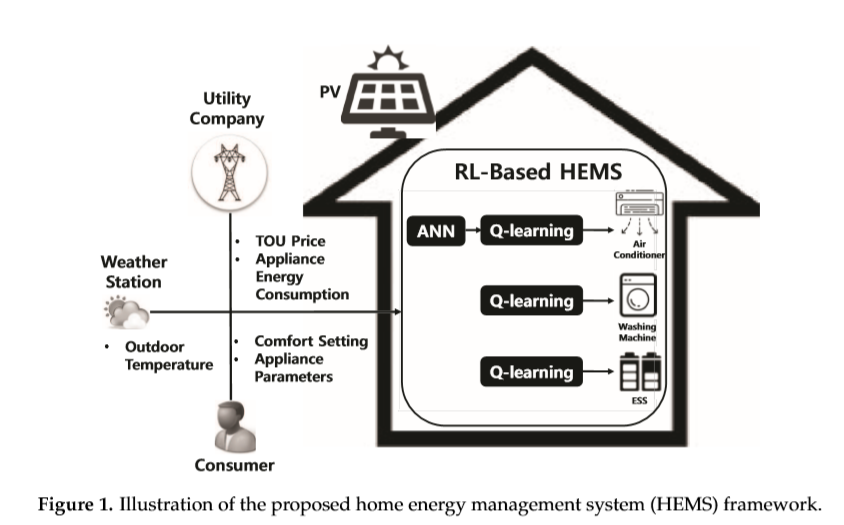 PV
Utility
Company
RL-Based HEMS
ANN
Q-learning
Air
Conditioner
• TOU Price
• Appliance
Energy
Consumption
Weather
Station
Q-learning
Washing
Machine
• Outdoor
Temperature
• Comfort Setting
• Appliance
Parameters
Q-learning
ESS
Consumer
Figure 1. Illustration of the proposed home energy management system (HEMS) framework.